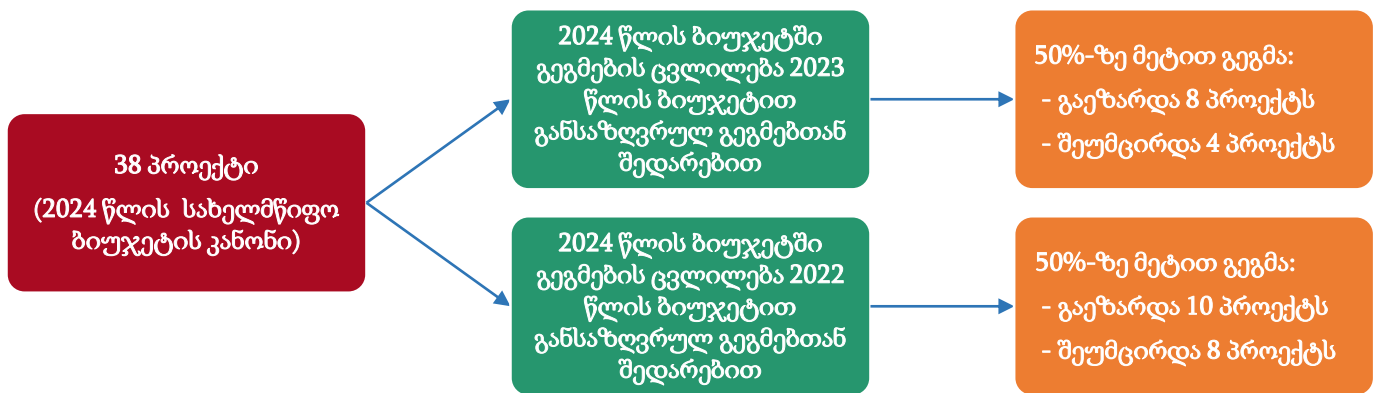 38 პროექტი
(2024 წლის სახელმწიფო
ბიუჯეტის კანონი)
2024 წლის ბიუჯეტში
გეგმების ცვლილება 2023
წლის ბიუჯეტით
განსაზღვრულ გეგმებთან
შედარებით
50%-ზე მეტით გეგმა:
- გაეზარდა 8 პროექტს
- შეუმცირდა 4 პროექტს
2024 წლის ბიუჯეტში
გეგმების ცვლილება 2022
წლის ბიუჯეტით
განსაზღვრულ გეგმებთან
შედარებით
50%-ზე მეტით გეგმა:
- გაეზარდა 10 პროექტს
- შეუმცირდა 8 პროექტს